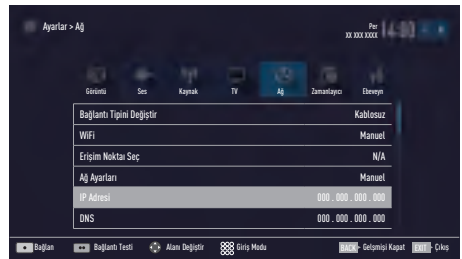 Ayarlar > Ağ
Per
XX XXX XXXX
14:00
Görüntü Ses Kaynak TV Ağ Zamanlayıcı Ebeveyn
Bağlantı Tipini Değiştir Kablosuz
WiFi Manuel
Erişim Noktaı Seç N/A
Ağ Ayarları Manuel
IP Adresi 000 . 000 . 000 . 000
DNS 000 . 000 . 000 . 000
Bağlan Bağlantı Testi Alanı Değiştir Giriş Modu BACK - Gelşmişi Kapat EXIT - Çıkış